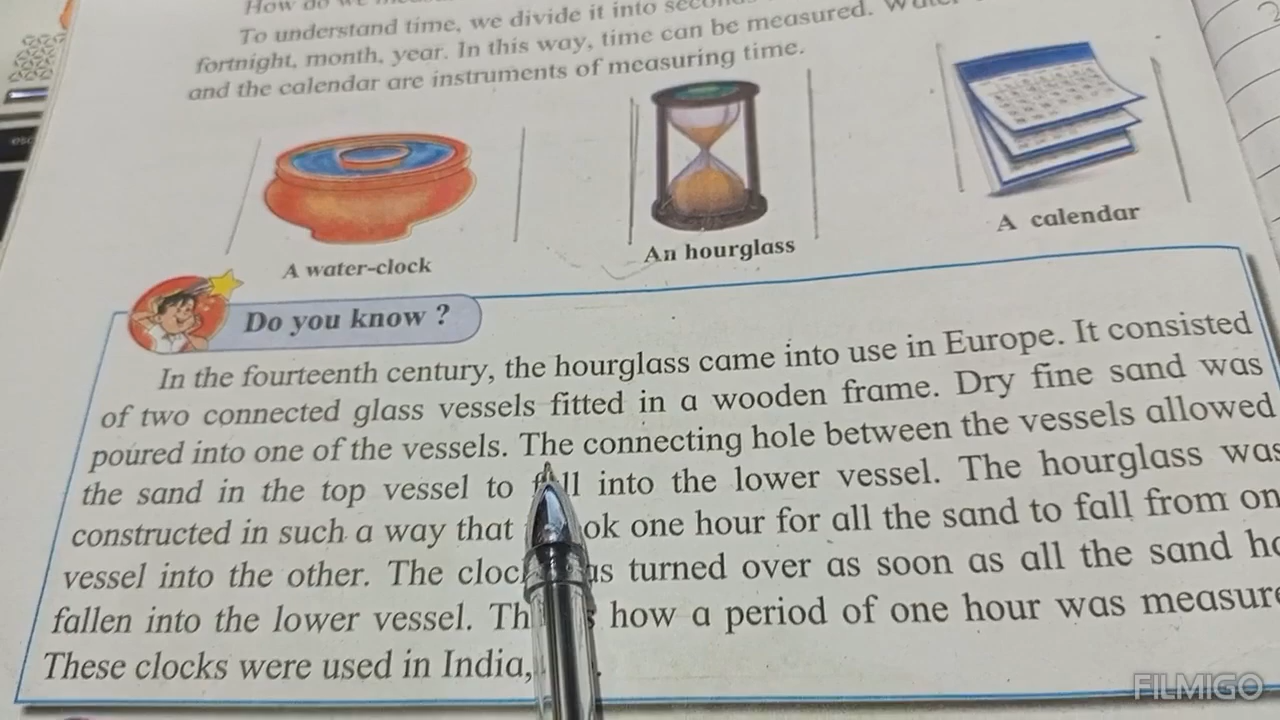 How do we
To understand time, we divide it into
fortnight, month, year. In this way, time can be measured.
and the calendar are instruments of measuring time.
A water-clock
An hourglass
A calendar
Do you know ?
In the fourteenth century, the hourglass came into use in Europe. It consisted
of two connected glass vessels fitted in a wooden frame. Dry fine sand was
poured into one of the vessels. The connecting hole between the vessels allowed
the sand in the top vessel to into the lower vessel. The hourglass was
constructed in such a way that one hour for all the sand to fall from
vessel into the other. The turned over as soon as all the sand
fallen into the lower vessel. how a period of one hour was
These clocks were used in India,
esc
FILMIGO